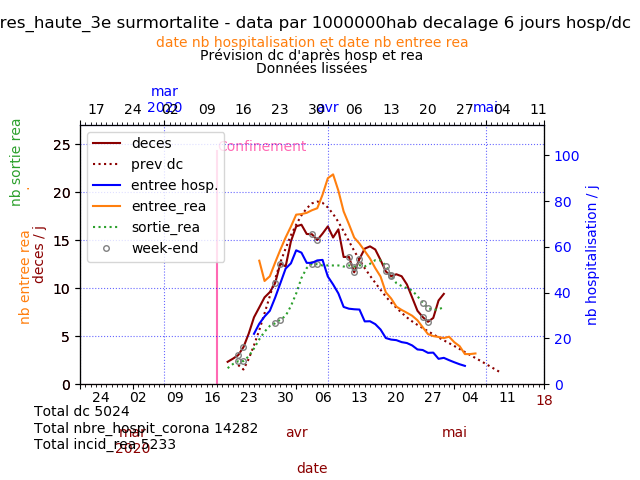 res_haute_3e surmortalite - data par 1000000hab decalage 6 jours hosp/dc
date nb hospitalisation et date nb entree rea
Prévision dc d'après hosp et rea
Données lissées
mar avr mai
2020
17 24 02 09 16 23 30 06 13 20 27 04 11
nb sortie rea
nb entree rea
deces / j
nb hospitalisation / j
25
20
15
10
5
0
100
80
60
40
20
0
deces
prev dc
entree hosp.
entree_rea
sortie_rea
week-end
Confinement
24 02 09 16 23 30 06 13 20 27 04 11 18
Total dc 5024
Total nbre_hospit_corona 14282
mar avr mai
Total incid_rea 5233
2020
date